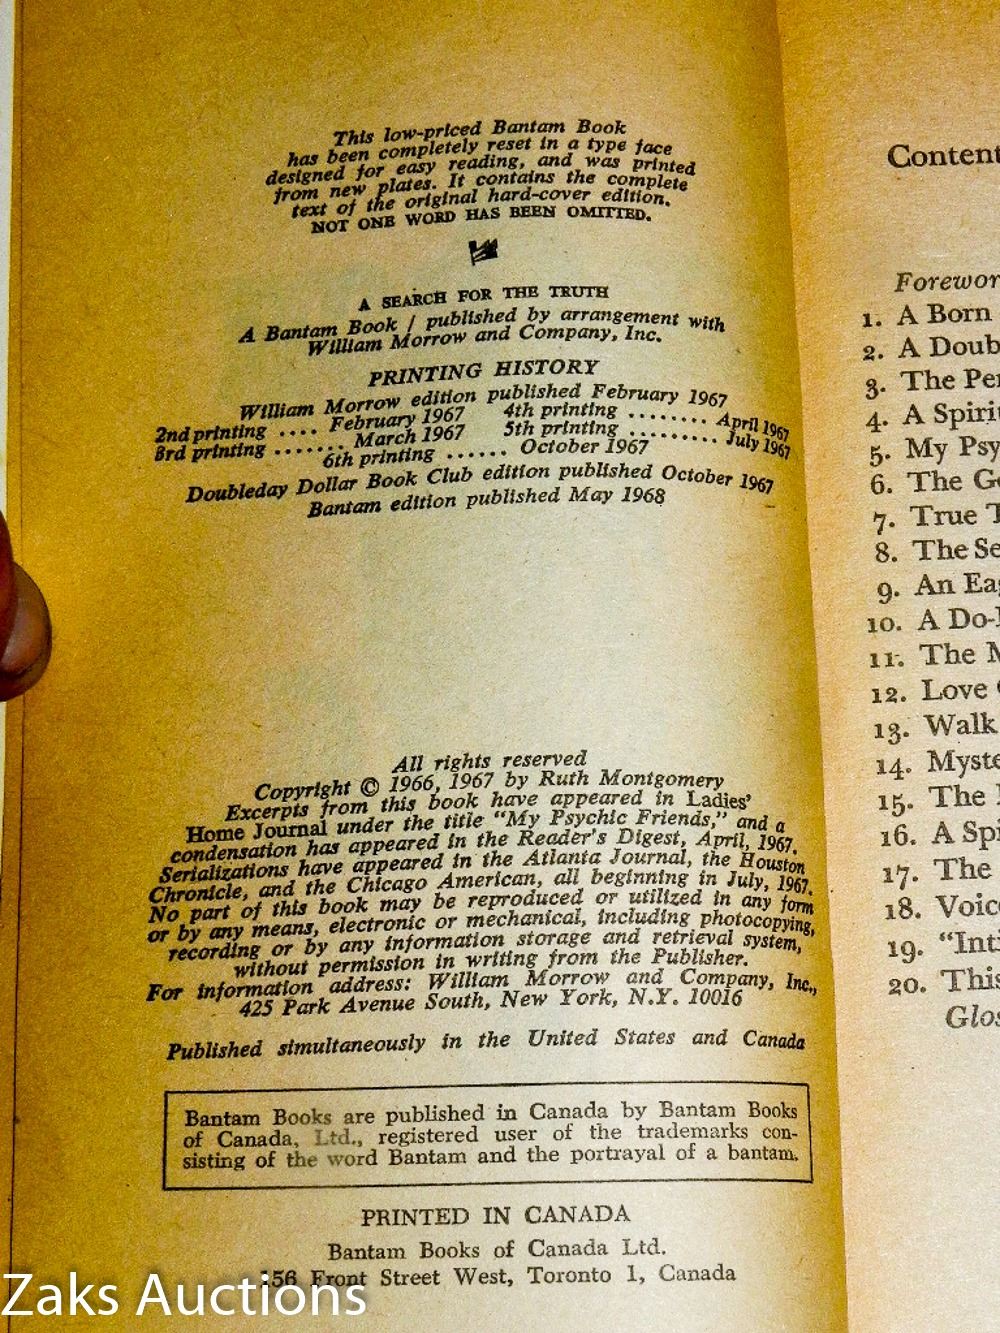 This low-priced Bantam Book
has been completely reset in a type face
designed for easy reading, and was printed
from new plates. It contains the complete
text of the original hard-cover edition.
NOT ONE WORD HAS BEEN OMITTED.
A SEARCH FOR THE TRUTH
A Bantam Book / published by arrangement with
William Morrow and Company, Inc.
PRINTING HISTORY
William Morrow edition published February 1967
2nd printing .... February 1967 4th printing ....... April 1967
3rd printing ....... March 1967 5th printing ......... July 1967
6th printing ...... October 1967
Doubleday Dollar Book Club edition published October 1967
Bantam edition published May 1968
All rights reserved
Copyright © 1966, 1967 by Ruth Montgomery
Excerpts from this book have appeared in Ladies'
Home Journal under the title "My Psychic Friends," and a
condensation has appeared in the Reader's Digest, April, 1967.
Serializations have appeared in the Atlanta Journal, the Houston
Chronicle, and the Chicago American, all beginning in July, 1967.
No part of this book may be reproduced or utilized in any form
or by any means, electronic or mechanical, including photocopying,
recording or by any information storage and retrieval system,
without permission in writing from the Publisher.
For information address: William Morrow and Company, Inc.,
425 Park Avenue South, New York, N.Y. 10016
Published simultaneously in the United States and Canada
Bantam Books are published in Canada by Bantam Books
of Canada, Ltd., registered user of the trademarks con-
sisting of the word Bantam and the portrayal of a bantam.
PRINTED IN CANADA
Bantam Books of Canada Ltd.
156 Front Street West, Toronto 1, Canada
Content
Forewor
1. A Born
2. A Doub
3. The Per
4. A Spirit
5. My Psy
6. The G
7. True T
8. The Se
9. An Eag
10. A Do-
11. The M
12. Love
13. Walk
14. Myste
15. The
16. A Spi
17. The
18. Voic
19. "Inti
20. This
Glos
Zaks Auctions